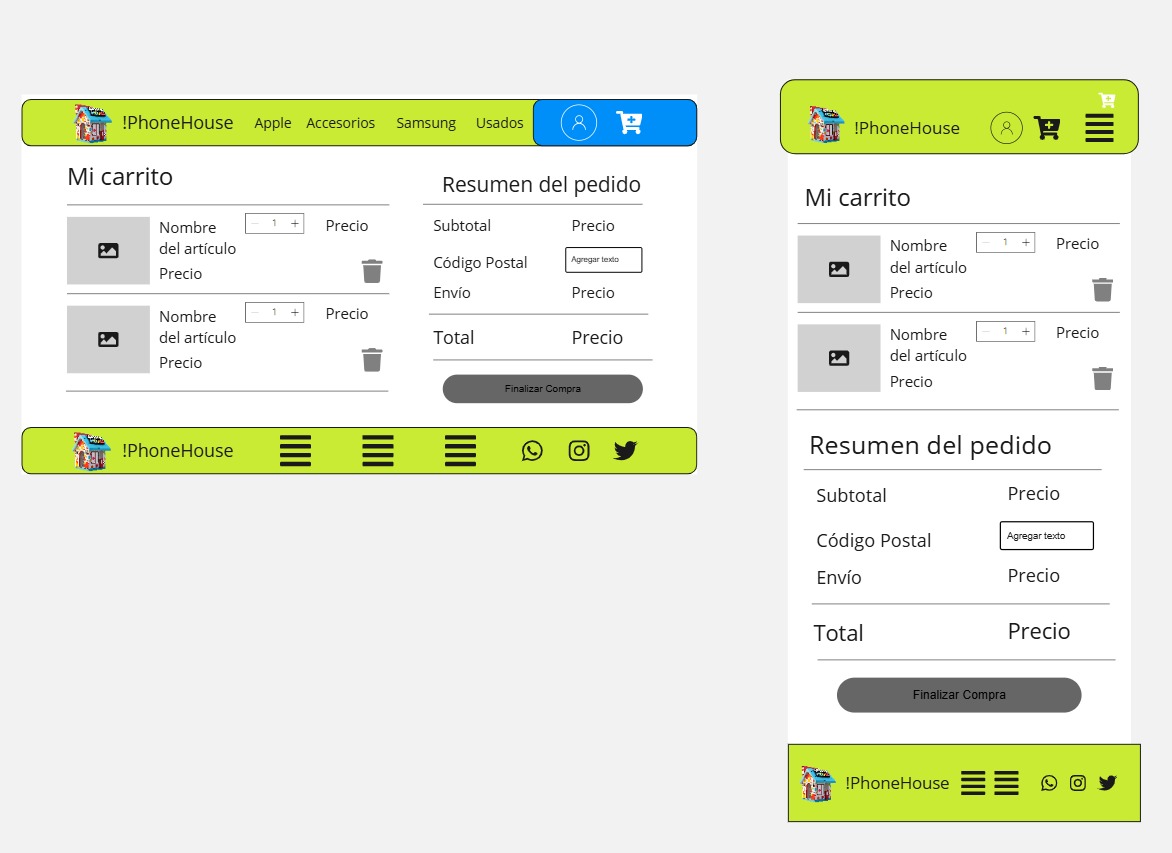 !PhoneHouse Apple Accesorios Samsung Usados
Mi carrito
Nombre
del artículo
Precio
− 1 +
Precio
Nombre
del artículo
Precio
− 1 +
Precio
Resumen del pedido
Subtotal Precio
Código Postal Agregar texto
Envío Precio
Total Precio
Finalizar Compra
!PhoneHouse
!PhoneHouse
Mi carrito
Nombre
del artículo
Precio
− 1 +
Precio
Nombre
del artículo
Precio
− 1 +
Precio
Resumen del pedido
Subtotal Precio
Código Postal Agregar texto
Envío Precio
Total Precio
Finalizar Compra
!PhoneHouse